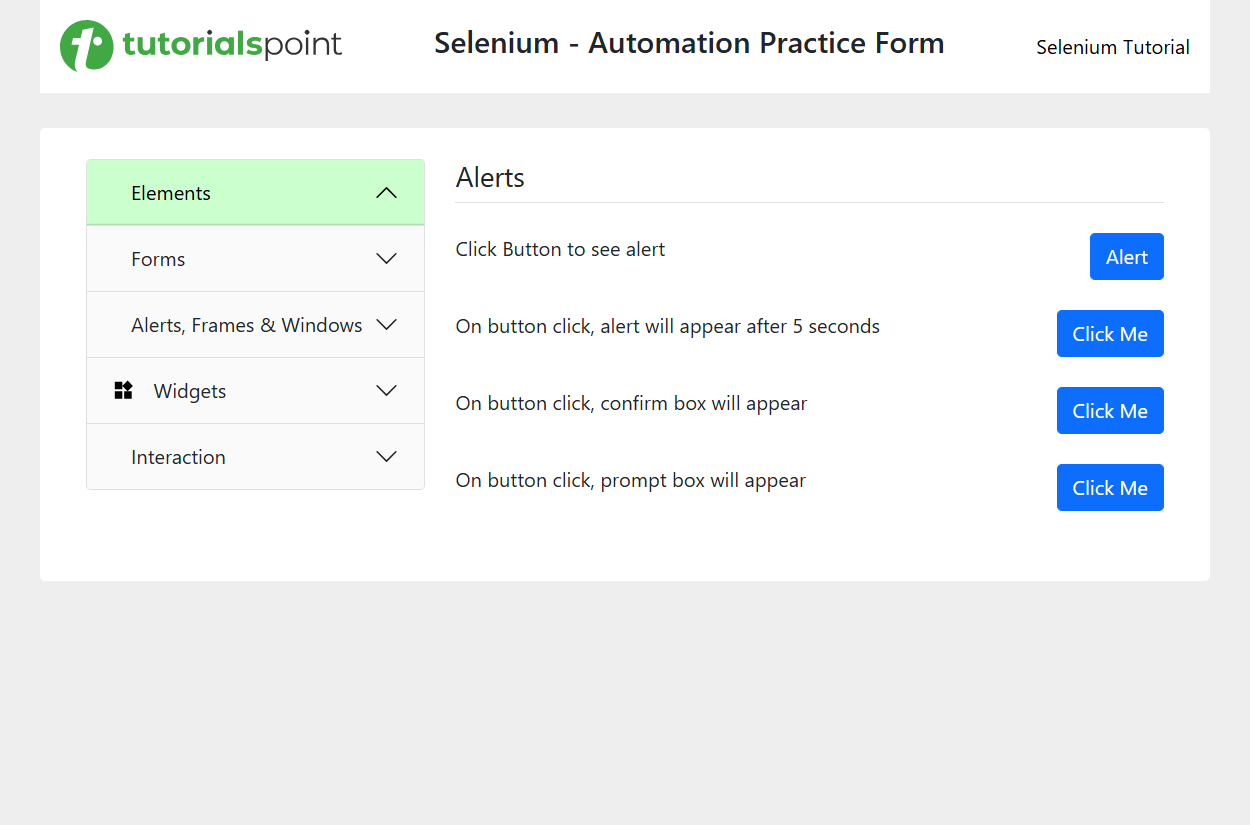 tutorialspoint
Selenium - Automation Practice Form
Selenium Tutorial
Elements
Forms
Alerts, Frames & Windows
Widgets
Interaction
Alerts
Click Button to see alert
Alert
On button click, alert will appear after 5 seconds
Click Me
On button click, confirm box will appear
Click Me
On button click, prompt box will appear
Click Me